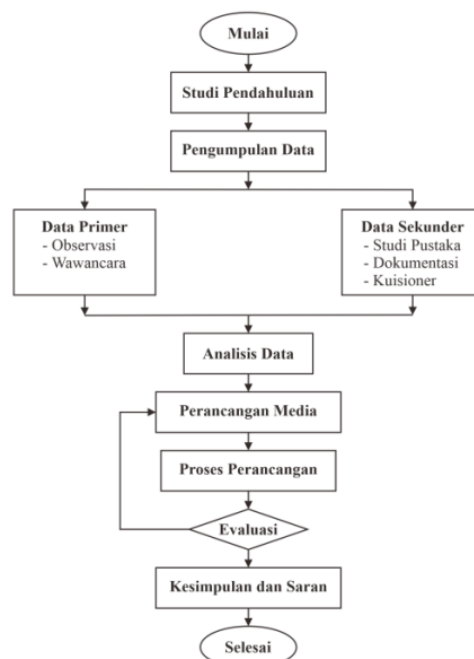 Mulai
Studi Pendahuluan
Pengumpulan Data
Data Primer
- Observasi
- Wawancara
Data Sekunder
- Studi Pustaka
- Dokumentasi
- Kuisioner
Analisis Data
Perancangan Media
Proses Perancangan
Evaluasi
Kesimpulan dan Saran
Selesai